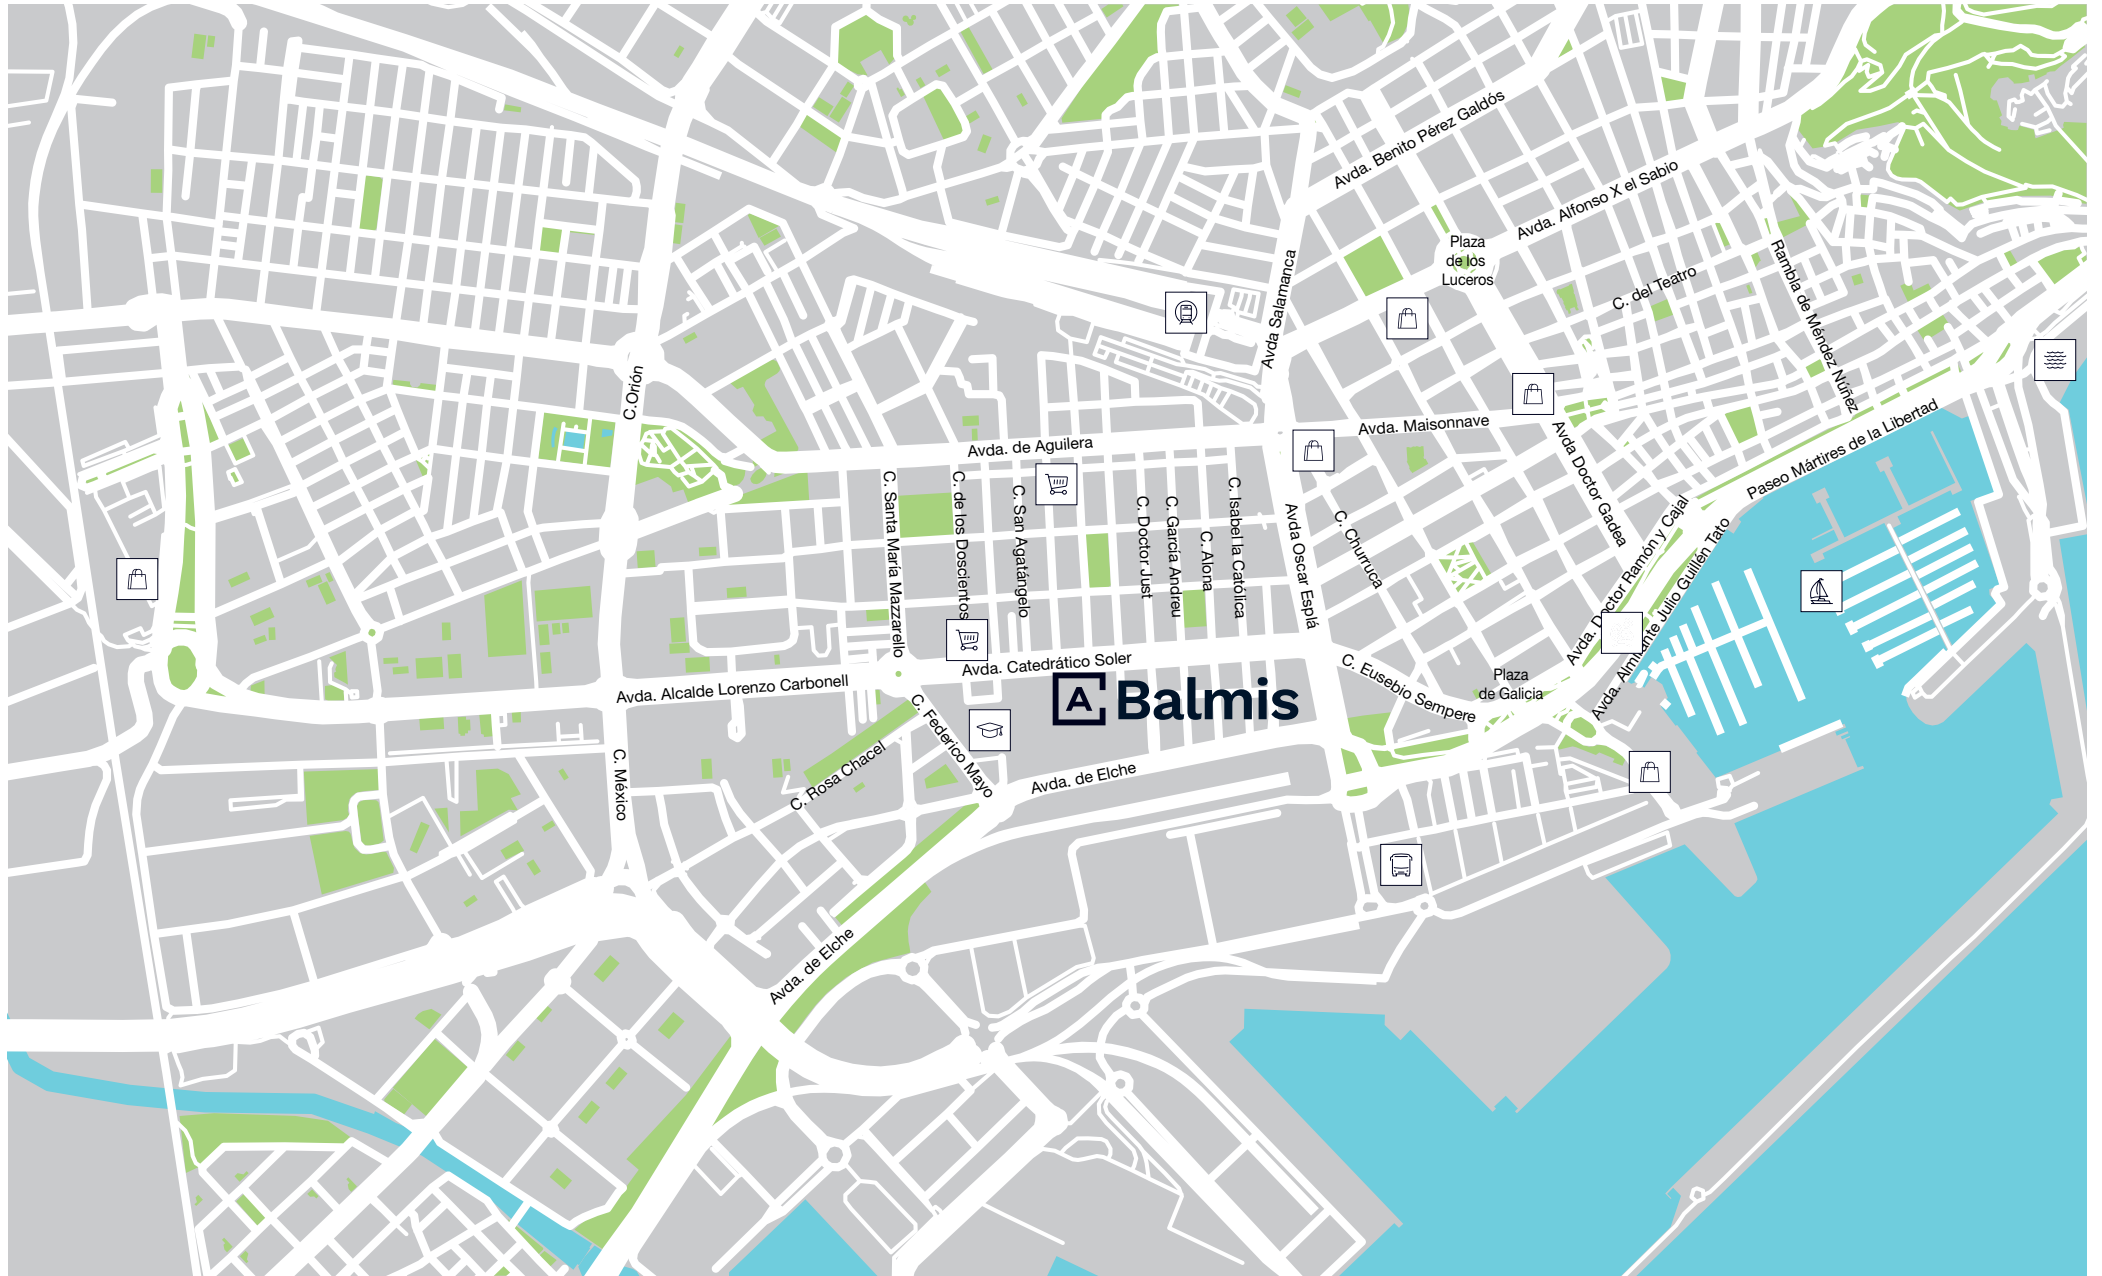 Avda. Benito Pérez Galdós
Avda. Alfonso X el Sabio
Plaza
de los
Luceros
C. del Teatro
Rambla de Méndez Núñez
Avda Salamanca
C.Orión
Avda. Maisonnave
Avda. de Aguilera
Paseo Mártires de la Libertad
Avda Doctor Gadea
C. Santa María Mazzarello
C. de los Doscientos
C. San Agatángelo
C. Doctor Just
C. García Andreu
C. Alona
C. Isabel la Católica
Avda Oscar Esplá
C. Churruca
Avda. Doctor Ramón y Cajal
Avda. Almirante Julio Guillén Tato
Avda. Catedrático Soler
C. Eusebio Sempere
Plaza
de Galicia
Avda. Alcalde Lorenzo Carbonell
A Balmis
C. Federico Mayo
C. Rosa Chacel
C. México
Avda. de Elche
Avda. de Elche